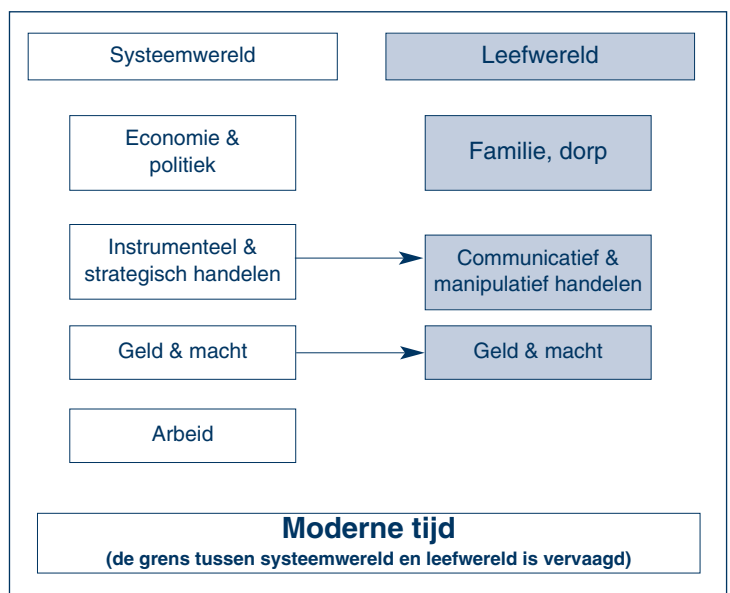 Systeemwereld
Leefwereld
Economie &
politiek
Familie, dorp
Instrumenteel &
strategisch handelen
Communicatief &
manipulatief handelen
Geld & macht
Geld & macht
Arbeid
Moderne tijd
(de grens tussen systeemwereld en leefwereld is vervaagd)